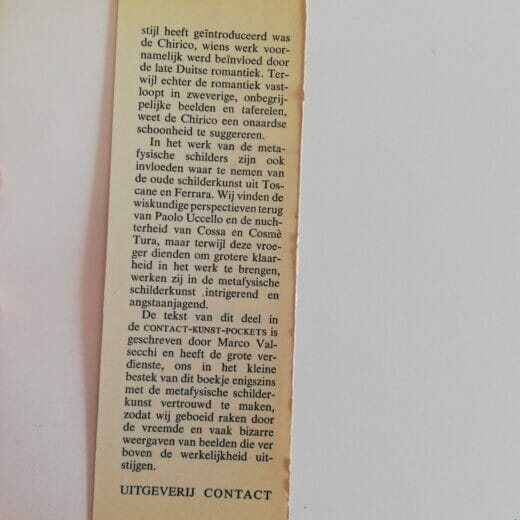 stijl heeft geïntroduceerd was
de Chirico, wiens werk voor-
namelijk werd beïnvloed door
de late Duitse romantiek. Ter-
wijl echter de romantiek vast-
loopt in zweverige, onbegrij-
pelijke beelden en taferelen,
weet de Chirico een onaardse
schoonheid te suggereren.
In het werk van de meta-
fysische schilders zijn ook
invloeden waar te nemen van
de oude schilderkunst uit Tos-
cane en Ferrara. Wij vinden de
wiskundige perspectieven terug
van Paolo Uccello en de nuch-
terheid van Cossa en Cosmè
Tura, maar terwijl deze vroe-
ger dienden om grotere klaar-
heid in het werk te brengen,
werken zij in de metafysische
schilderkunst intrigerend en
angstaanjagend.
De tekst van dit deel in
de CONTACT-KUNST-POCKETS is
geschreven door Marco Val-
secchi en heeft de grote ver-
dienste, ons in het kleine
bestek van dit boekje enigszins
met de metafysische schilder-
kunst vertrouwd te maken,
zodat wij geboeid raken door
de vreemde en vaak bizarre
weergaven van beelden die ver
boven de werkelijkheid uit-
stijgen.
UITGEVERIJ CONTACT